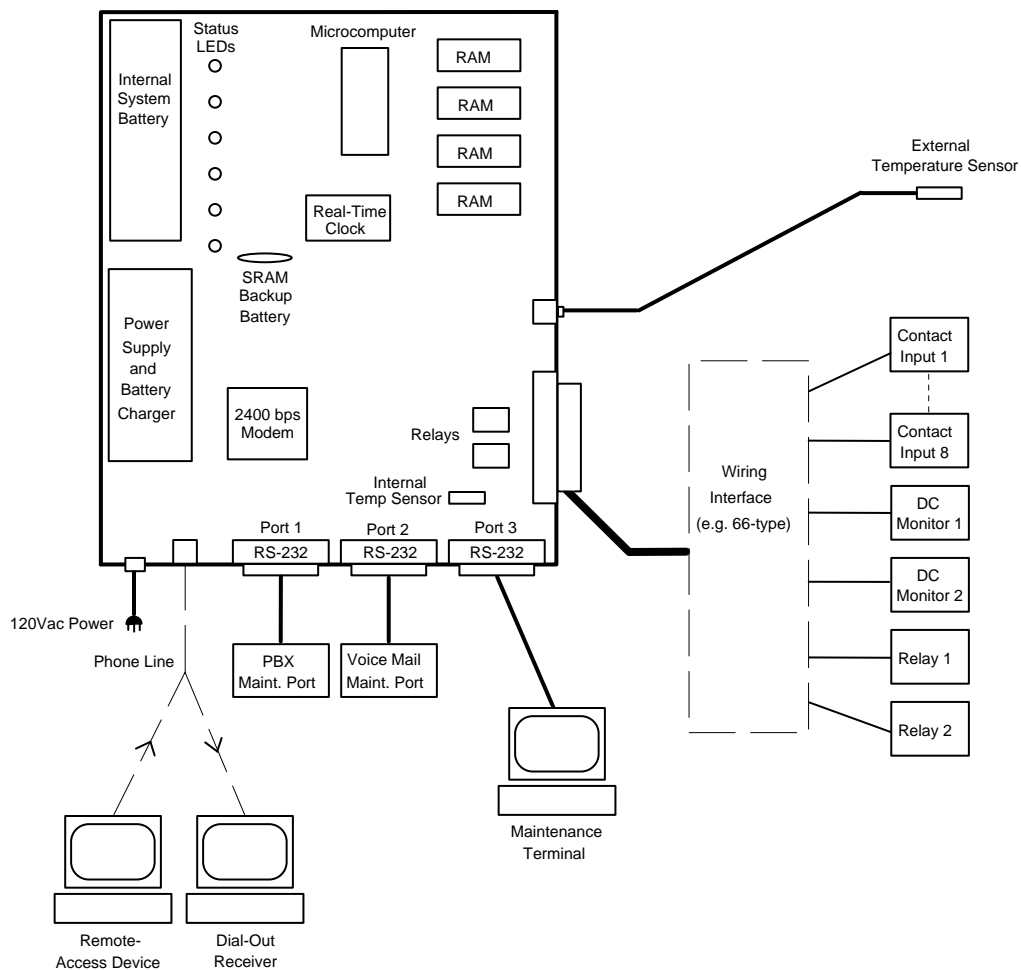 Status
LEDs
Microcomputer
Internal
System
Battery
RAM
RAM
RAM
RAM
Real-Time
Clock
SRAM
Backup
Battery
Power
Supply
and
Battery
Charger
2400 bps
Modem
Relays
Internal
Temp Sensor
Port 1
RS-232
Port 2
RS-232
Port 3
RS-232
External
Temperature Sensor
Wiring
Interface
(e.g. 66-type)
Contact
Input 1
Contact
Input 8
DC
Monitor 1
DC
Monitor 2
Relay 1
Relay 2
120Vac Power
Phone Line
PBX
Maint. Port
Voice Mail
Maint. Port
Maintenance
Terminal
Remote-
Access Device
Dial-Out
Receiver